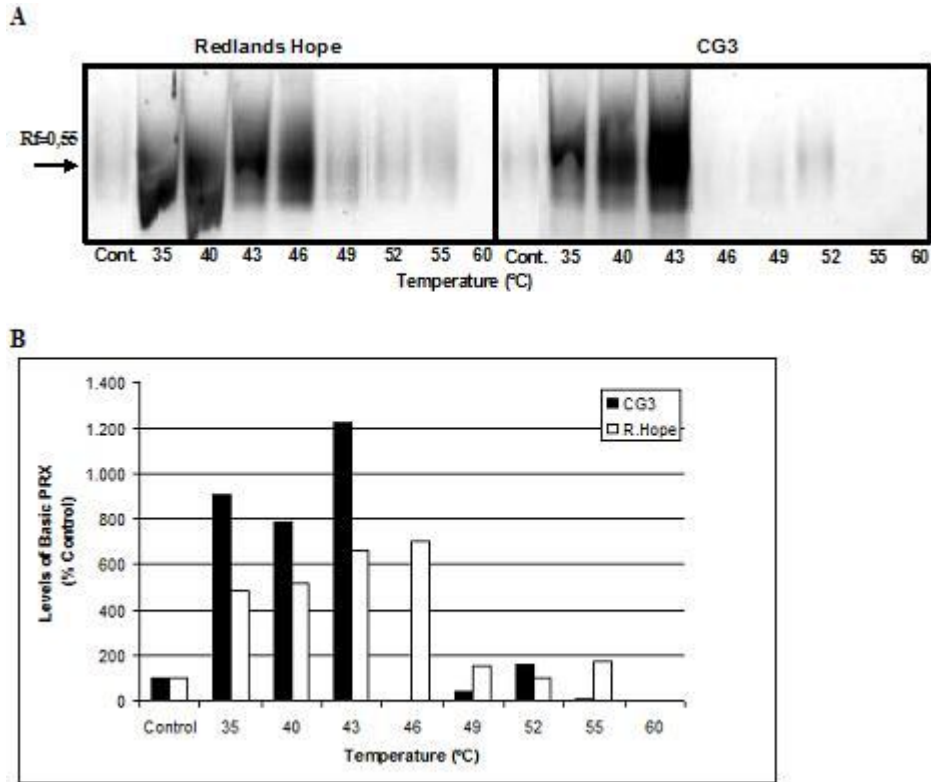 A
Redlands Hope CG3
Rf=0,55
Cont. 35 40 43 46 49 52 55 60 Cont. 35 40 43 46 49 52 55 60
Temperature (ºC)
B
1.400
1.200
1.000
800
600
400
200
0
Levels of Basic PRX
(% Control)
CG3
R.Hope
Control 35 40 43 46 49 52 55 60
Temperature (ºC)